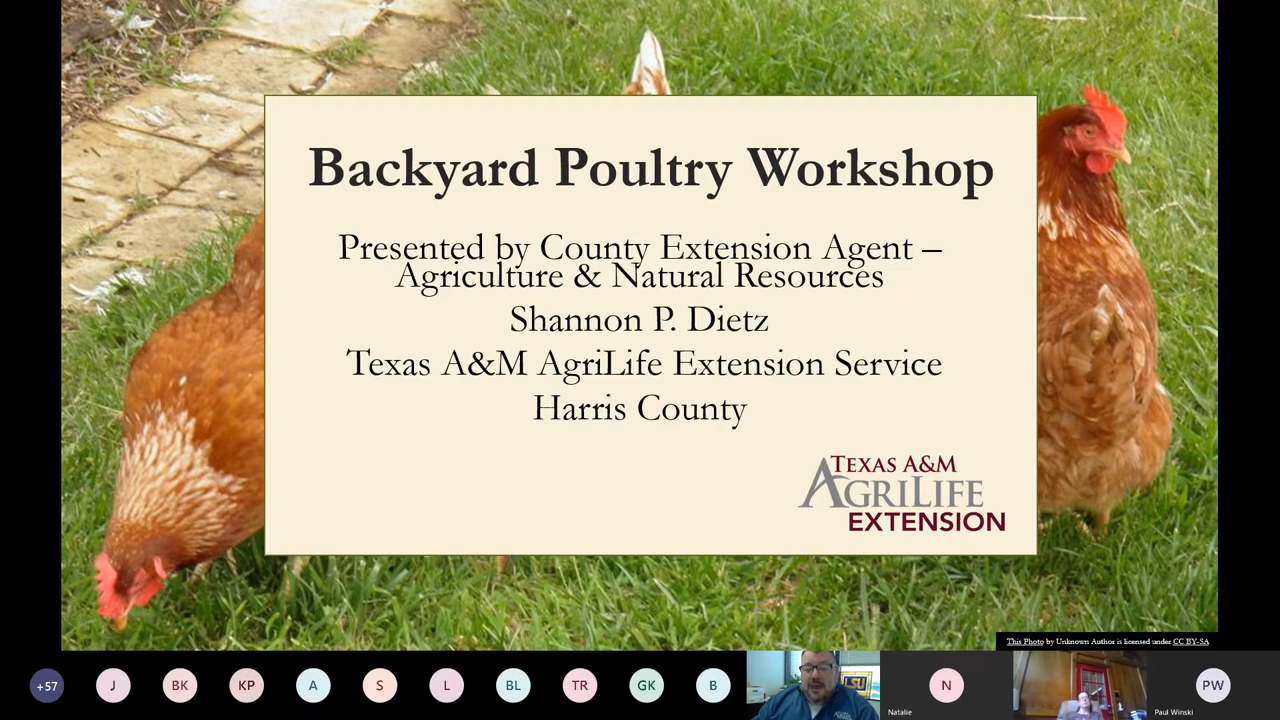 Backyard Poultry Workshop
Presented by County Extension Agent –
Agriculture & Natural Resources
Shannon P. Dietz
Texas A&M AgriLife Extension Service
Harris County
TEXAS A&M
AGRILIFE
EXTENSION
This Photo by Unknown Author is licensed under CC BY-SA
+57 J BK KP A S L BL TR GK B LSU N PW
Natalie Paul Winski